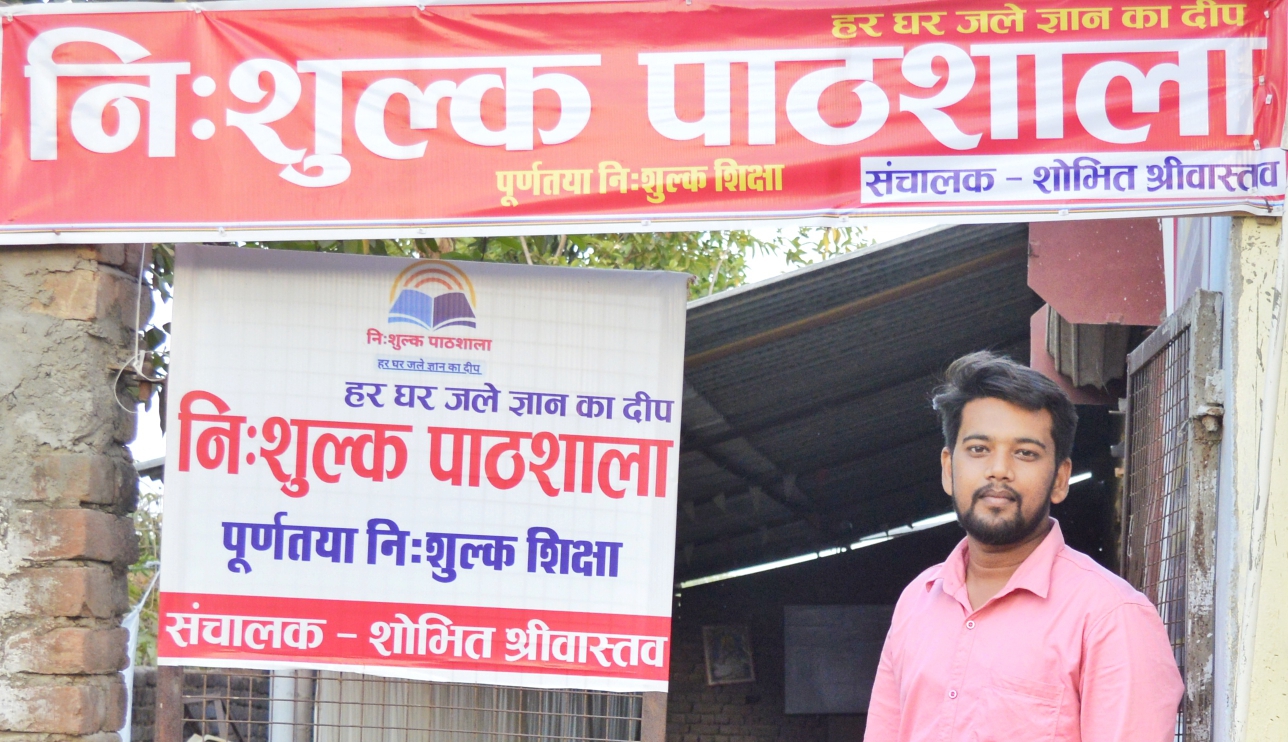 हर घर जले ज्ञान का दीप
निःशुल्क पाठशाला
पूर्णतया निःशुल्क शिक्षा
संचालक - शोभित श्रीवास्तव
निःशुल्क पाठशाला
हर घर जले ज्ञान का दीप
हर घर जले ज्ञान का दीप
निःशुल्क पाठशाला
पूर्णतया निःशुल्क शिक्षा
संचालक - शोभित श्रीवास्तव